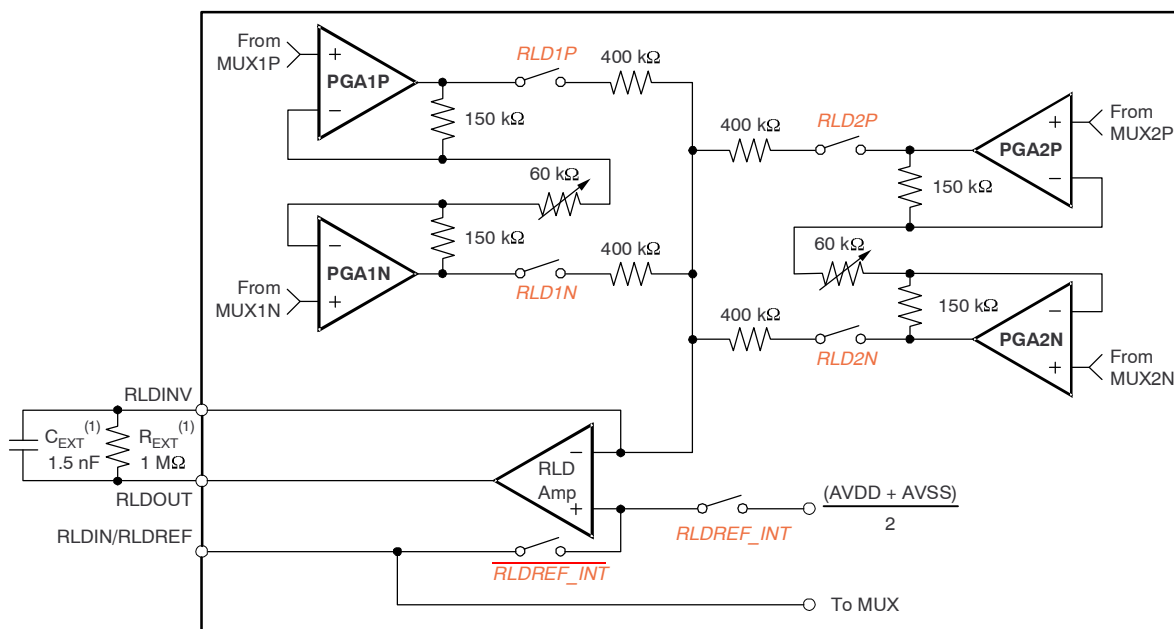 From
MUX1P
PGA1P
+
−
RLD1P
400 kΩ
150 kΩ
60 kΩ
−
PGA1N
+
150 kΩ
From
MUX1N
RLD1N
400 kΩ
400 kΩ
RLD2P
+
PGA2P
−
From
MUX2P
150 kΩ
60 kΩ
150 kΩ
400 kΩ
RLD2N
−
PGA2N
+
From
MUX2N
RLDINV
C_EXT^(1)
1.5 nF
R_EXT^(1)
1 MΩ
RLDOUT
RLDIN/RLDREF
−
RLD
Amp
+
RLDREF_INT
(AVDD + AVSS)
2
RLDREF_INT
To MUX